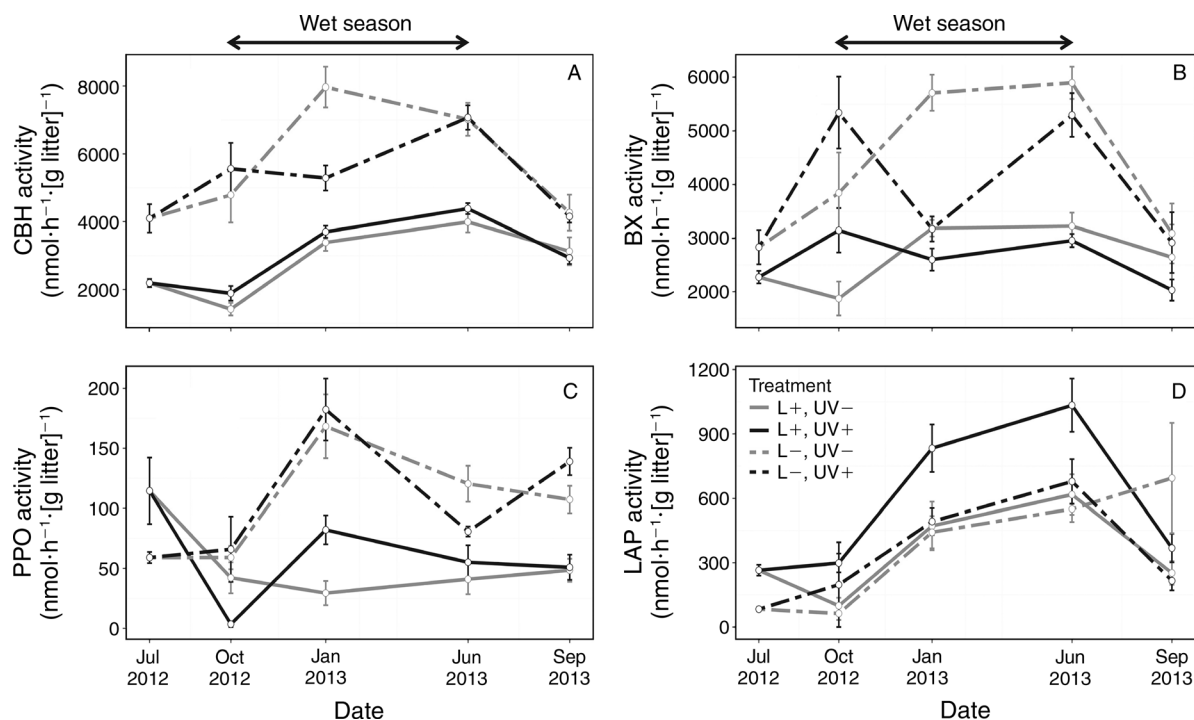 Wet season
Wet season
A
CBH activity
(nmol·h⁻¹·[g litter]⁻¹)
8000
6000
4000
2000
B
BX activity
(nmol·h⁻¹·[g litter]⁻¹)
6000
5000
4000
3000
2000
C
PPO activity
(nmol·h⁻¹·[g litter]⁻¹)
200
150
100
50
0
Jul
2012
Oct
2012
Jan
2013
Jun
2013
Sep
2013
Date
D
LAP activity
(nmol·h⁻¹·[g litter]⁻¹)
1200
900
600
300
0
Treatment
L+, UV−
L+, UV+
L−, UV−
L−, UV+
Jul
2012
Oct
2012
Jan
2013
Jun
2013
Sep
2013
Date